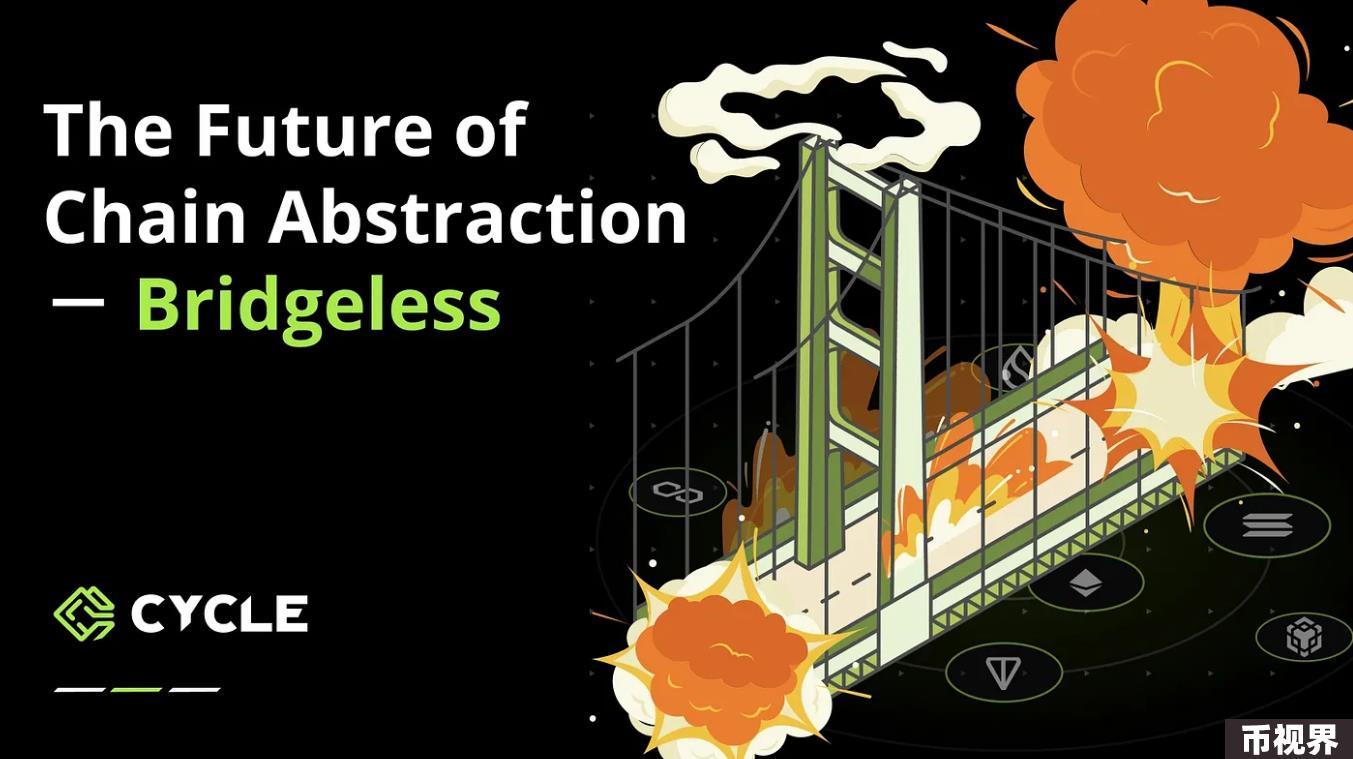 The Future of
Chain Abstraction
— Bridgeless
CYCLE
币视界